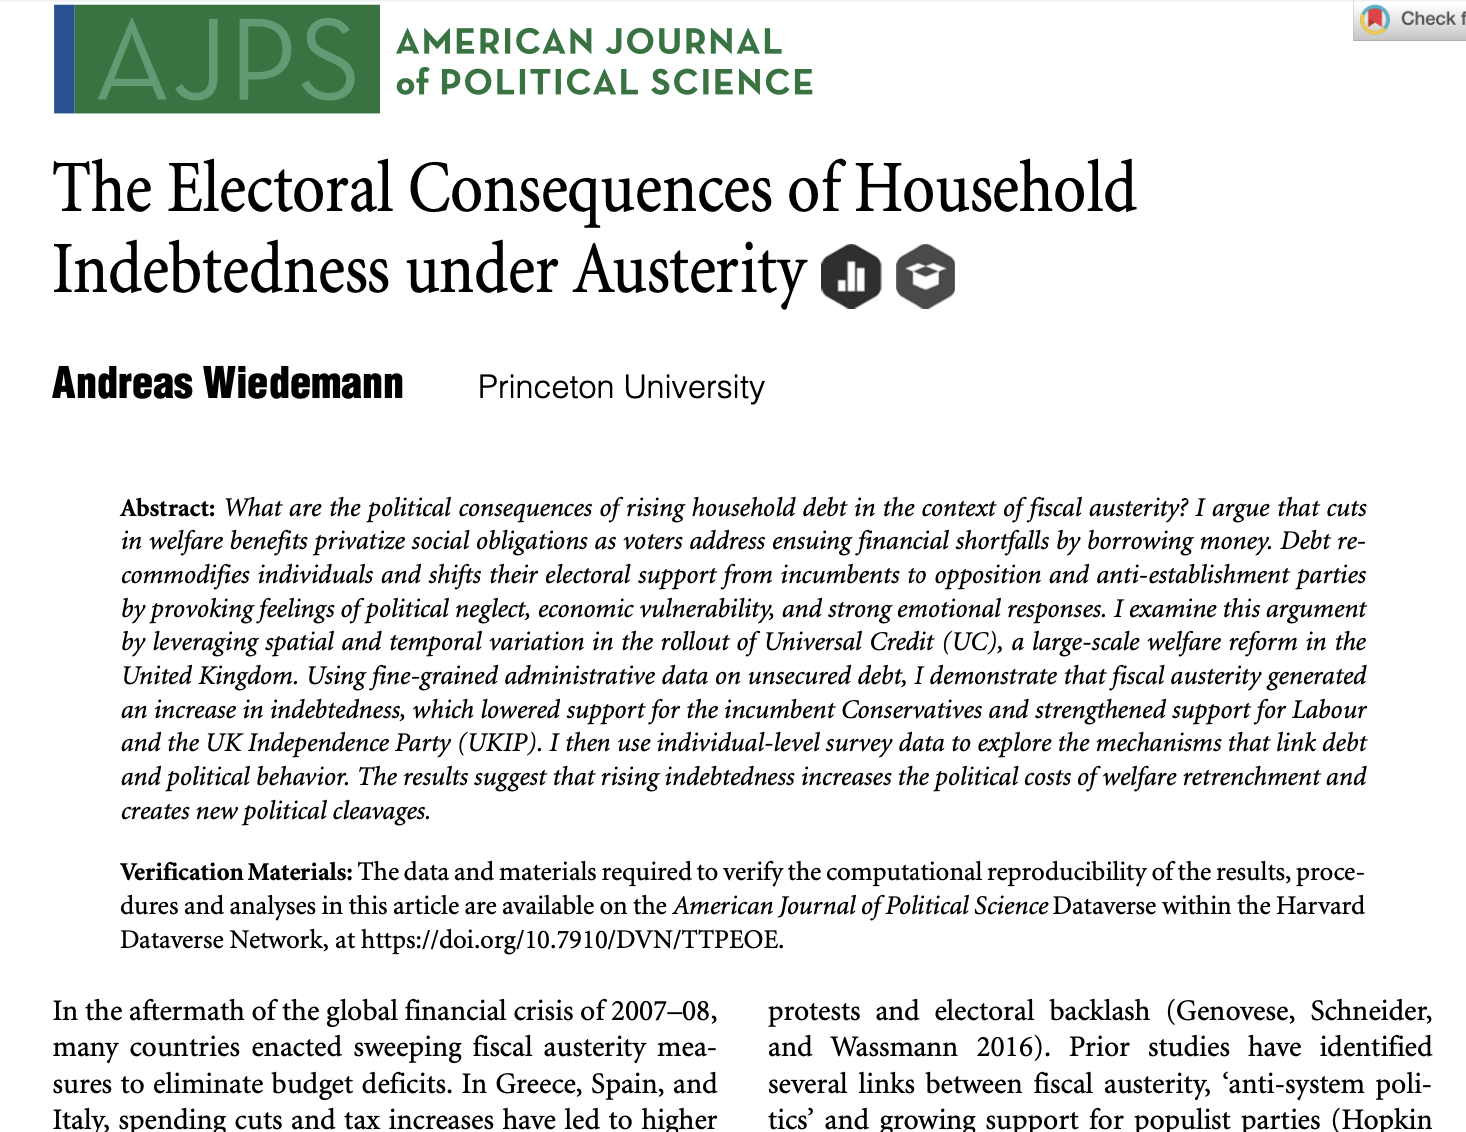 AJPS
AMERICAN JOURNAL
of POLITICAL SCIENCE
Check f
The Electoral Consequences of Household
Indebtedness under Austerity
Andreas Wiedemann Princeton University
Abstract: What are the political consequences of rising household debt in the context of fiscal austerity? I argue that cuts
in welfare benefits privatize social obligations as voters address ensuing financial shortfalls by borrowing money. Debt re-
commodifies individuals and shifts their electoral support from incumbents to opposition and anti-establishment parties
by provoking feelings of political neglect, economic vulnerability, and strong emotional responses. I examine this argument
by leveraging spatial and temporal variation in the rollout of Universal Credit (UC), a large-scale welfare reform in the
United Kingdom. Using fine-grained administrative data on unsecured debt, I demonstrate that fiscal austerity generated
an increase in indebtedness, which lowered support for the incumbent Conservatives and strengthened support for Labour
and the UK Independence Party (UKIP). I then use individual-level survey data to explore the mechanisms that link debt
and political behavior. The results suggest that rising indebtedness increases the political costs of welfare retrenchment and
creates new political cleavages.
Verification Materials: The data and materials required to verify the computational reproducibility of the results, proce-
dures and analyses in this article are available on the American Journal of Political Science Dataverse within the Harvard
Dataverse Network, at https://doi.org/10.7910/DVN/TTPEOE.
In the aftermath of the global financial crisis of 2007–08,
many countries enacted sweeping fiscal austerity mea-
sures to eliminate budget deficits. In Greece, Spain, and
Italy, spending cuts and tax increases have led to higher
protests and electoral backlash (Genovese, Schneider,
and Wassmann 2016). Prior studies have identified
several links between fiscal austerity, ‘anti-system poli-
tics’ and growing support for populist parties (Hopkin